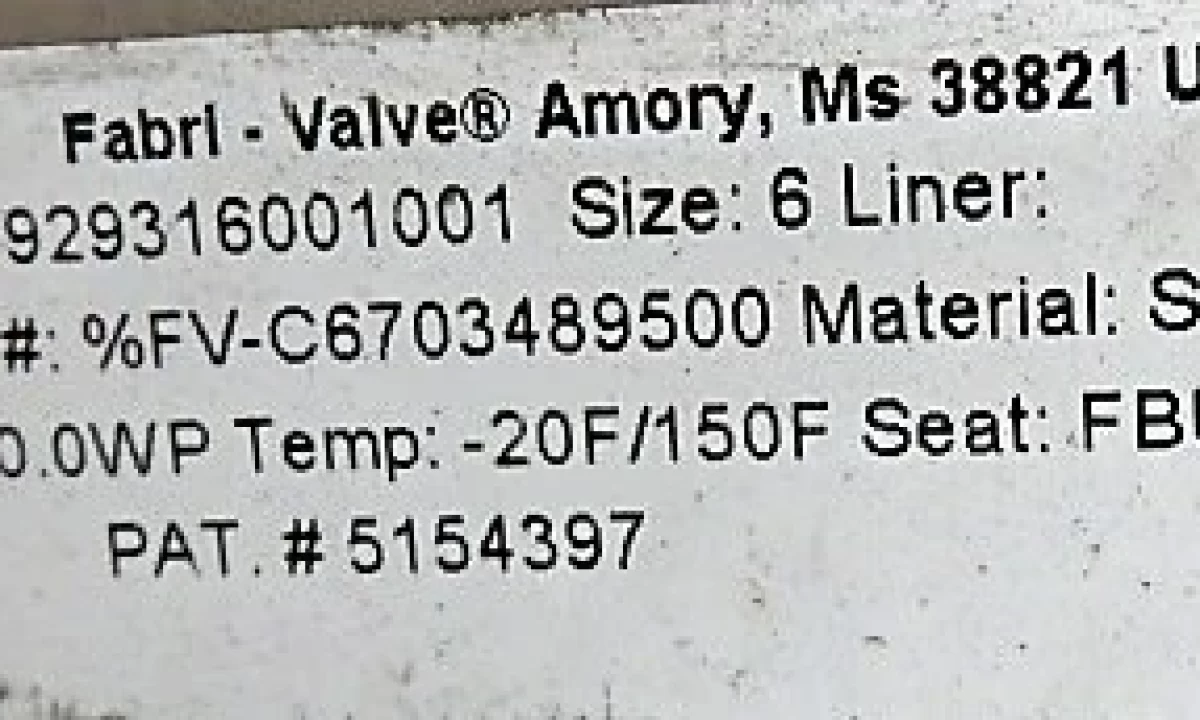 Fabri - Valve® Amory, Ms 38821 U
929316001001 Size: 6 Liner:
#: %FV-C6703489500 Material: S
0.0WP Temp: -20F/150F Seat: FB
PAT. # 5154397